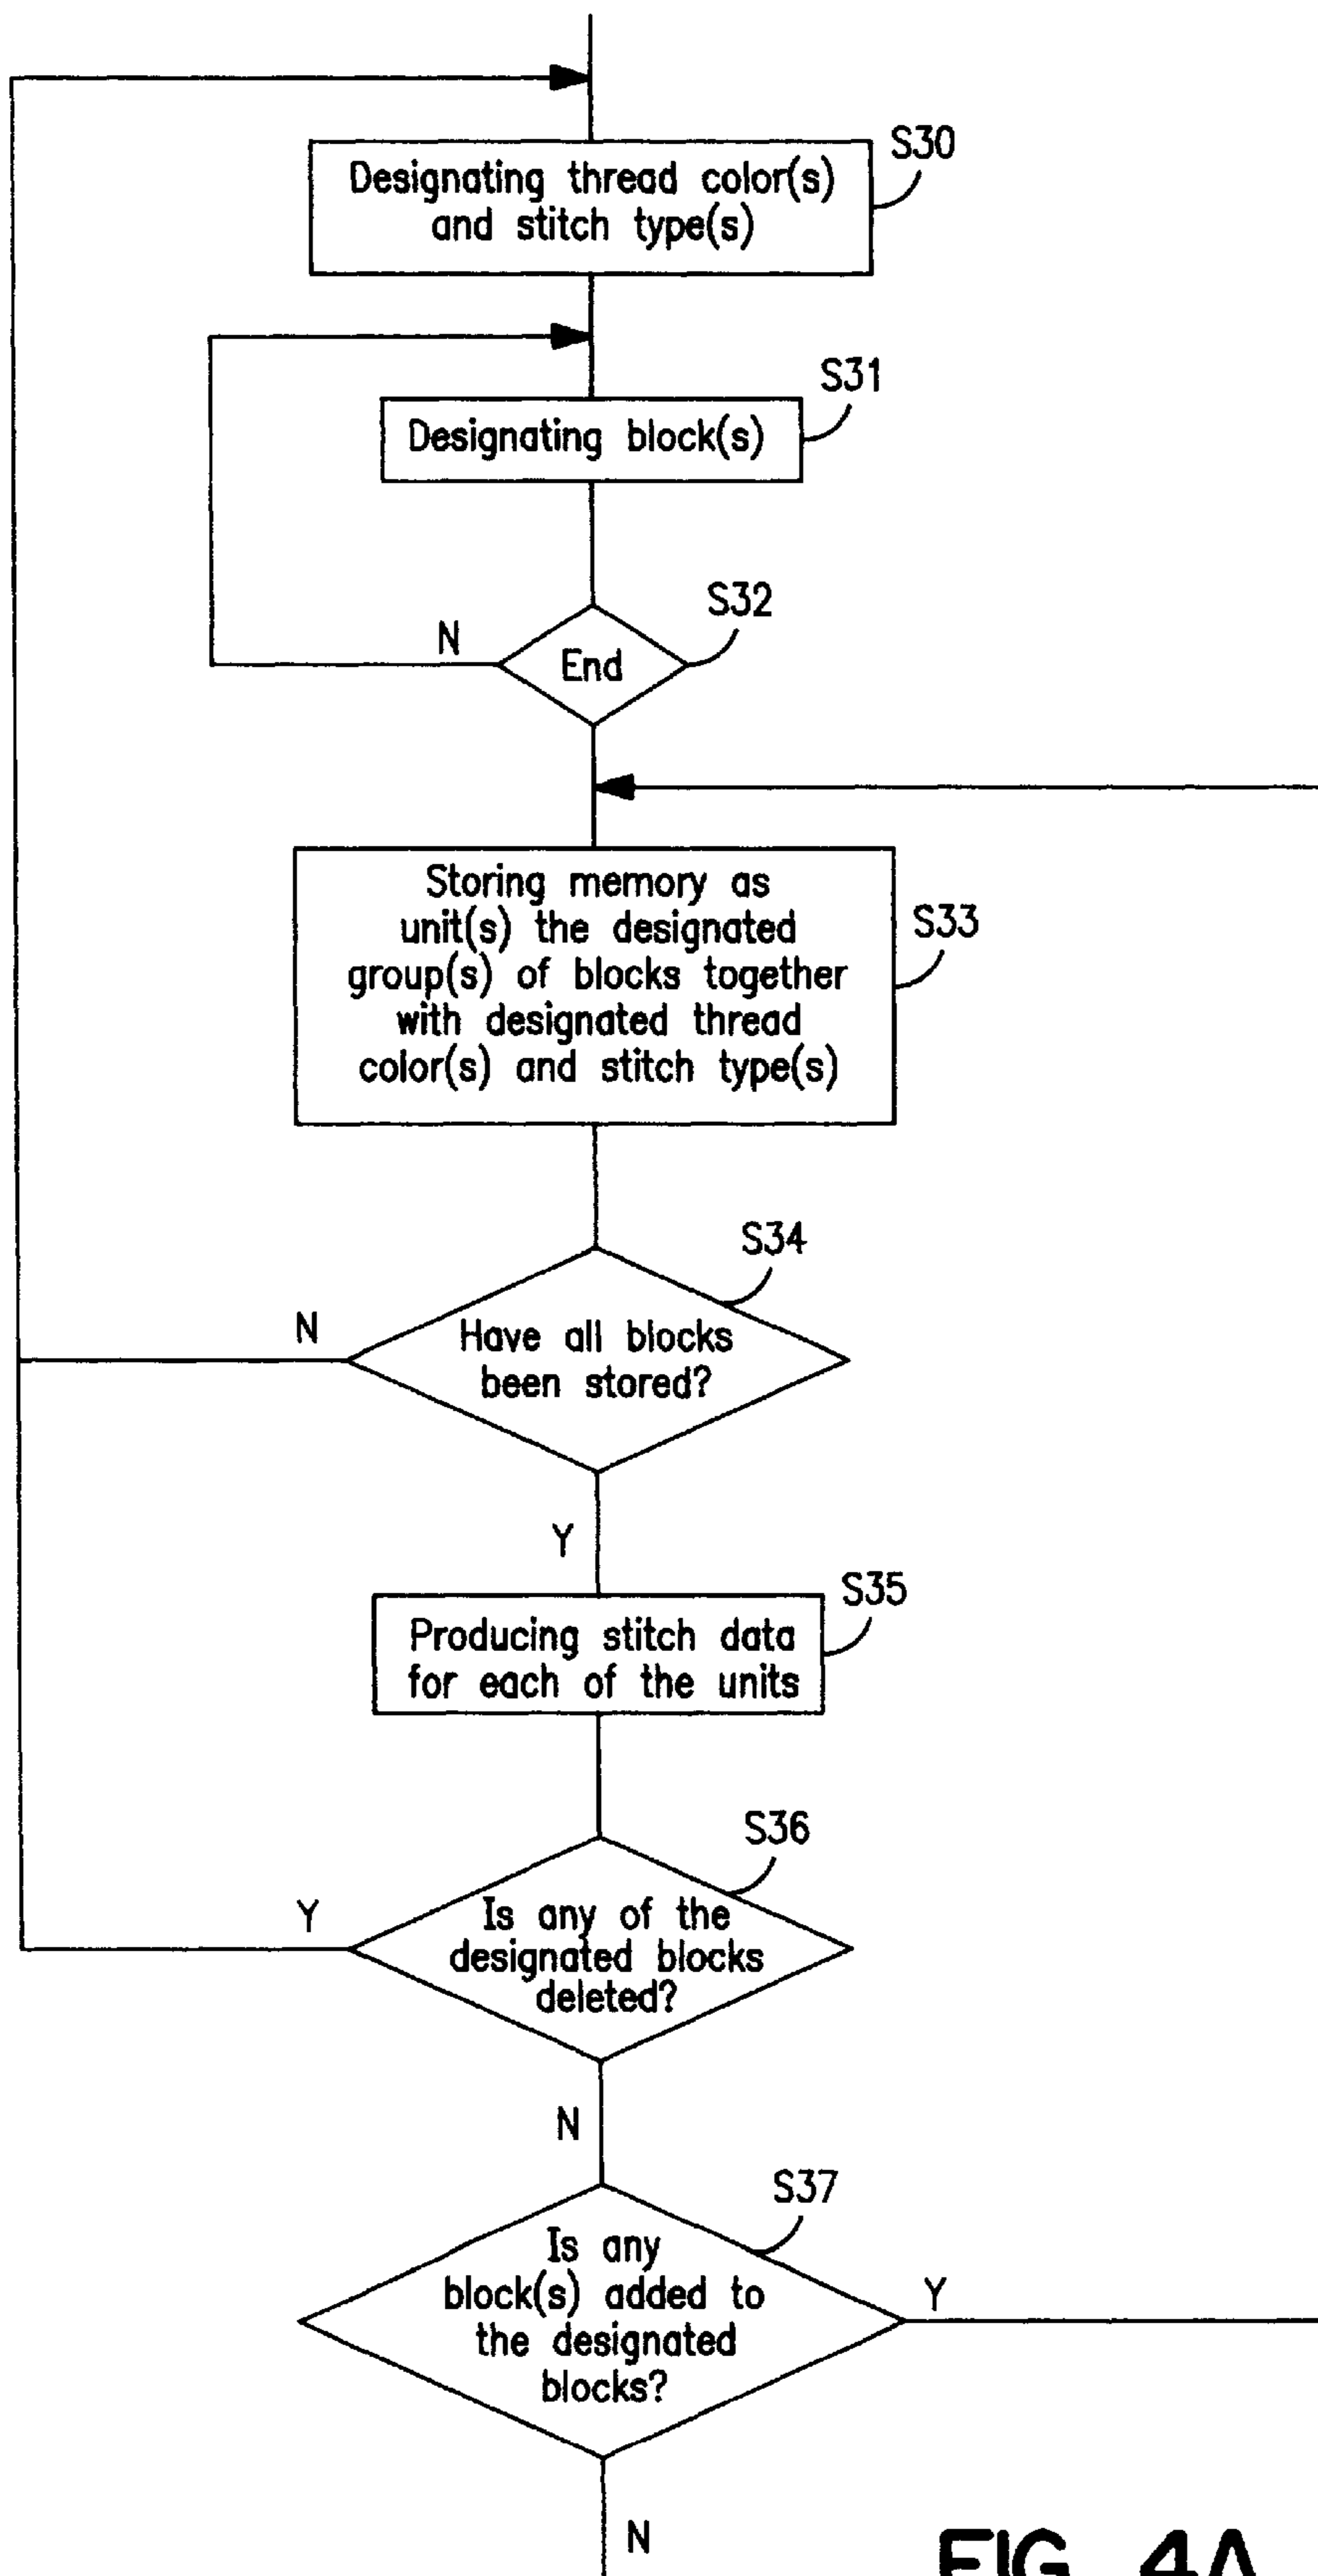 S30
Designating thread color(s)
and stitch type(s)
S31
Designating block(s)
S32
N
End
S33
Storing memory as
unit(s) the designated
group(s) of blocks together
with designated thread
color(s) and stitch type(s)
S34
N
Have all blocks
been stored?
Y
S35
Producing stitch data
for each of the units
S36
Y
Is any of the
designated blocks
deleted?
N
S37
Is any
block(s) added to
the designated
blocks?
Y
N
FIG. 4A